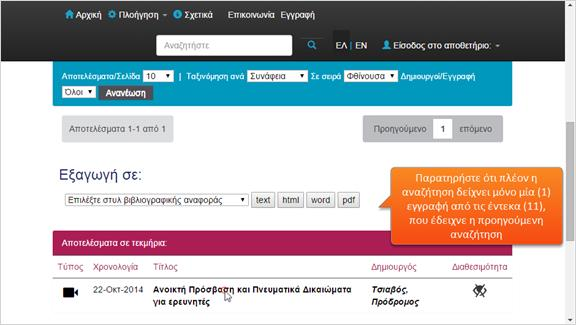 Αρχική Πλοήγηση Σχετικά Επικοινωνία Εγγραφή
Αναζητήστε ΕΛ | EN Είσοδος στο αποθετήριο:
Αποτελέσματα/Σελίδα 10 | Ταξινόμηση ανά Συνάφεια Σε σειρά Φθίνουσα Δημιουργοί/Εγγραφή
Όλοι Ανανέωση
Αποτελέσματα 1-1 από 1 Προηγούμενο 1 επόμενο
Εξαγωγή σε:
Επιλέξτε στυλ βιβλιογραφικής αναφοράς text html word pdf
Παρατηρήστε ότι πλέον η
αναζήτηση δείχνει μόνο μία (1)
εγγραφή από τις έντεκα (11),
που έδειχνε η προηγούμενη
αναζήτηση
Αποτελέσματα σε τεκμήρια:
Τύπος Χρονολογία Τίτλος Δημιουργός Διαθεσιμότητα
22-Οκτ-2014 Ανοικτή Πρόσβαση και Πνευματικά Δικαιώματα
για ερευνητές
Τσιαβός,
Πρόδρομος